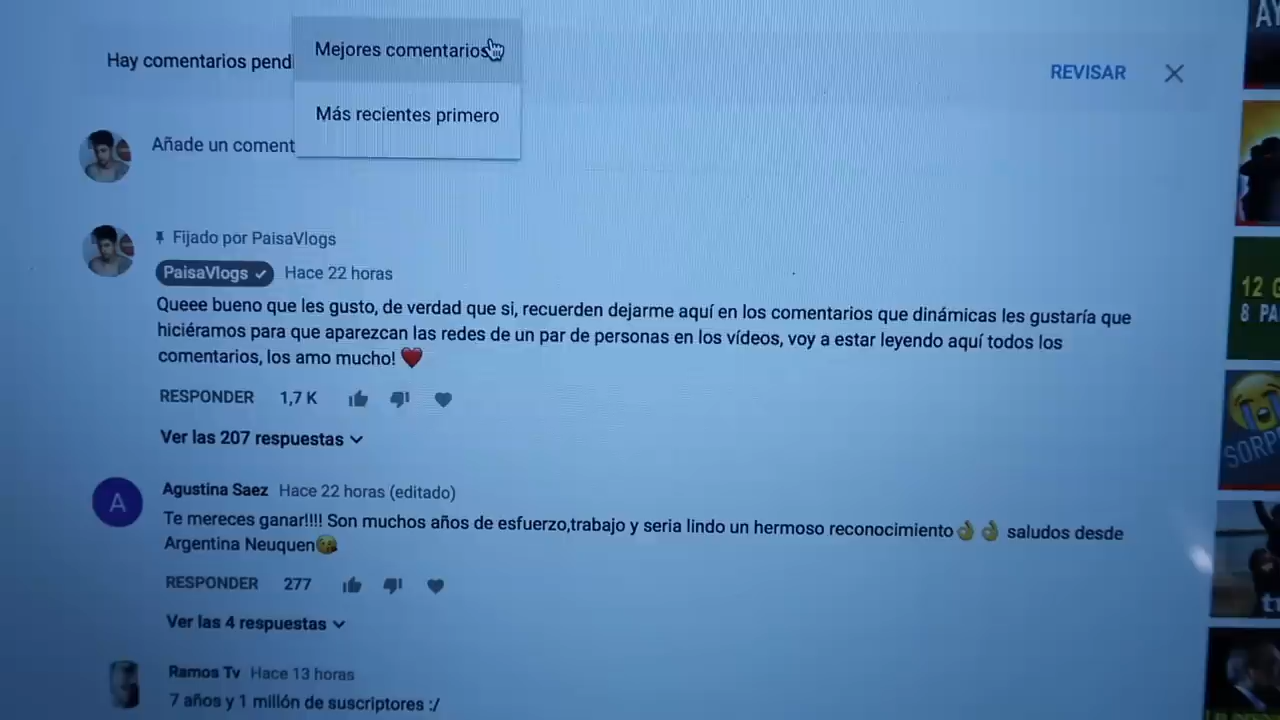 Mejores comentarios
Hay comentarios pend
REVISAR
Más recientes primero
Añade un coment
Fijado por PaisaVlogs
PaisaVlogs Hace 22 horas
Queee bueno que les gusto, de verdad que si, recuerden dejarme aquí en los comentarios que dinámicas les gustaría que
hiciéramos para que aparezcan las redes de un par de personas en los vídeos, voy a estar leyendo aquí todos los
comentarios, los amo mucho! ❤️
RESPONDER 1,7 K
Ver las 207 respuestas
A
Agustina Saez Hace 22 horas (editado)
Te mereces ganar!!!! Son muchos años de esfuerzo,trabajo y seria lindo un hermoso reconocimiento👌👌 saludos desde
Argentina Neuquen😘
RESPONDER 277
Ver las 4 respuestas
Ramos Tv Hace 13 horas
7 años y 1 millón de suscriptores :/
12
8 PA
SORP